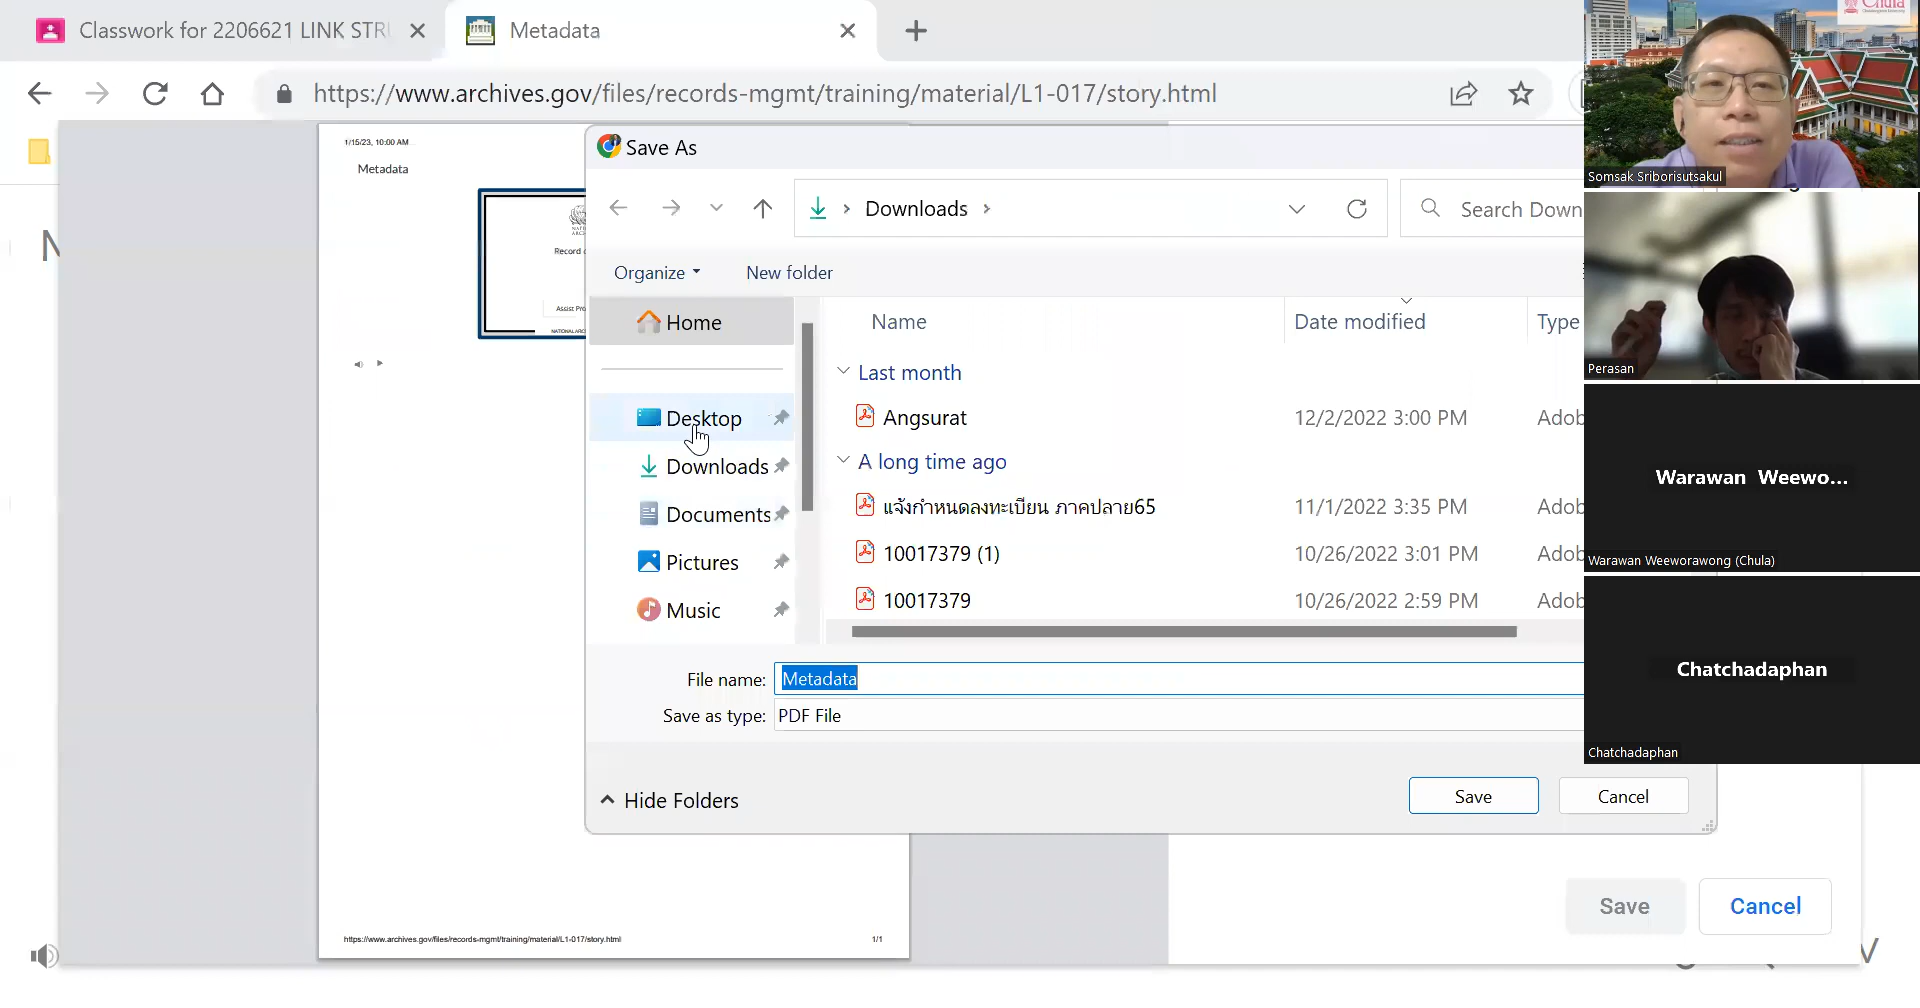 Classwork for 2206621 LINK STR
Metadata
https://www.archives.gov/files/records-mgmt/training/material/L1-017/story.html
1/15/23, 10:00 AM
Metadata
Record
Assist Pro
https://www.archives.gov/files/records-mgmt/training/material/L1-017/story.html
1/1
Save As
Downloads
Search Down
Organize
New folder
Home
Desktop
Downloads
Documents
Pictures
Music
Name
Date modified
Type
Last month
Angsurat
12/2/2022 3:00 PM
Adob
A long time ago
แจ้งกำหนดลงทะเบียน ภาคปลาย65
11/1/2022 3:35 PM
Adob
10017379 (1)
10/26/2022 3:01 PM
Adob
10017379
10/26/2022 2:59 PM
Adob
File name:
Metadata
Save as type:
PDF File
Hide Folders
Save
Cancel
Save
Cancel
Chula
Somsak Sriborisutsakul
Perasan
Warawan Weewo...
Warawan Weeworawong (Chula)
Chatchadaphan
Chatchadaphan